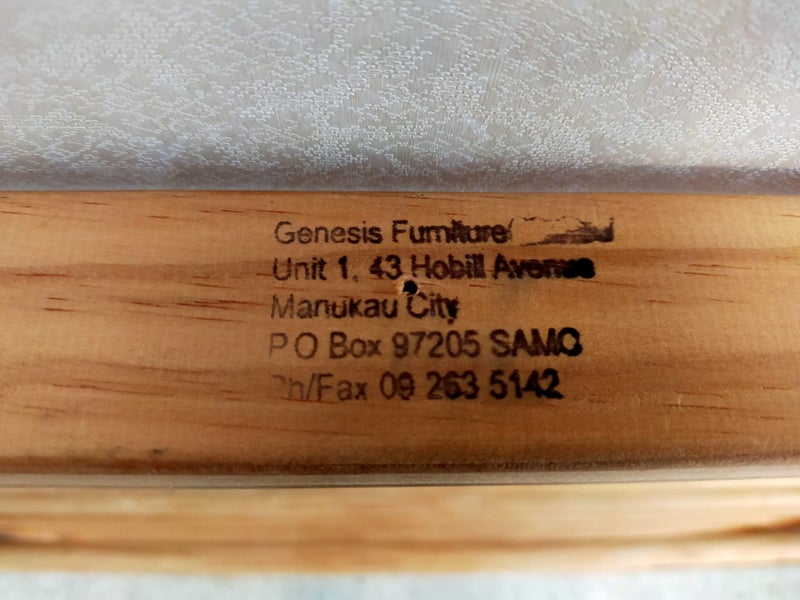 Genesis Furniture
Unit 1, 43 Hobill Avenue
Manukau City
P O Box 97205 SAMC
Ph/Fax 09 263 5142